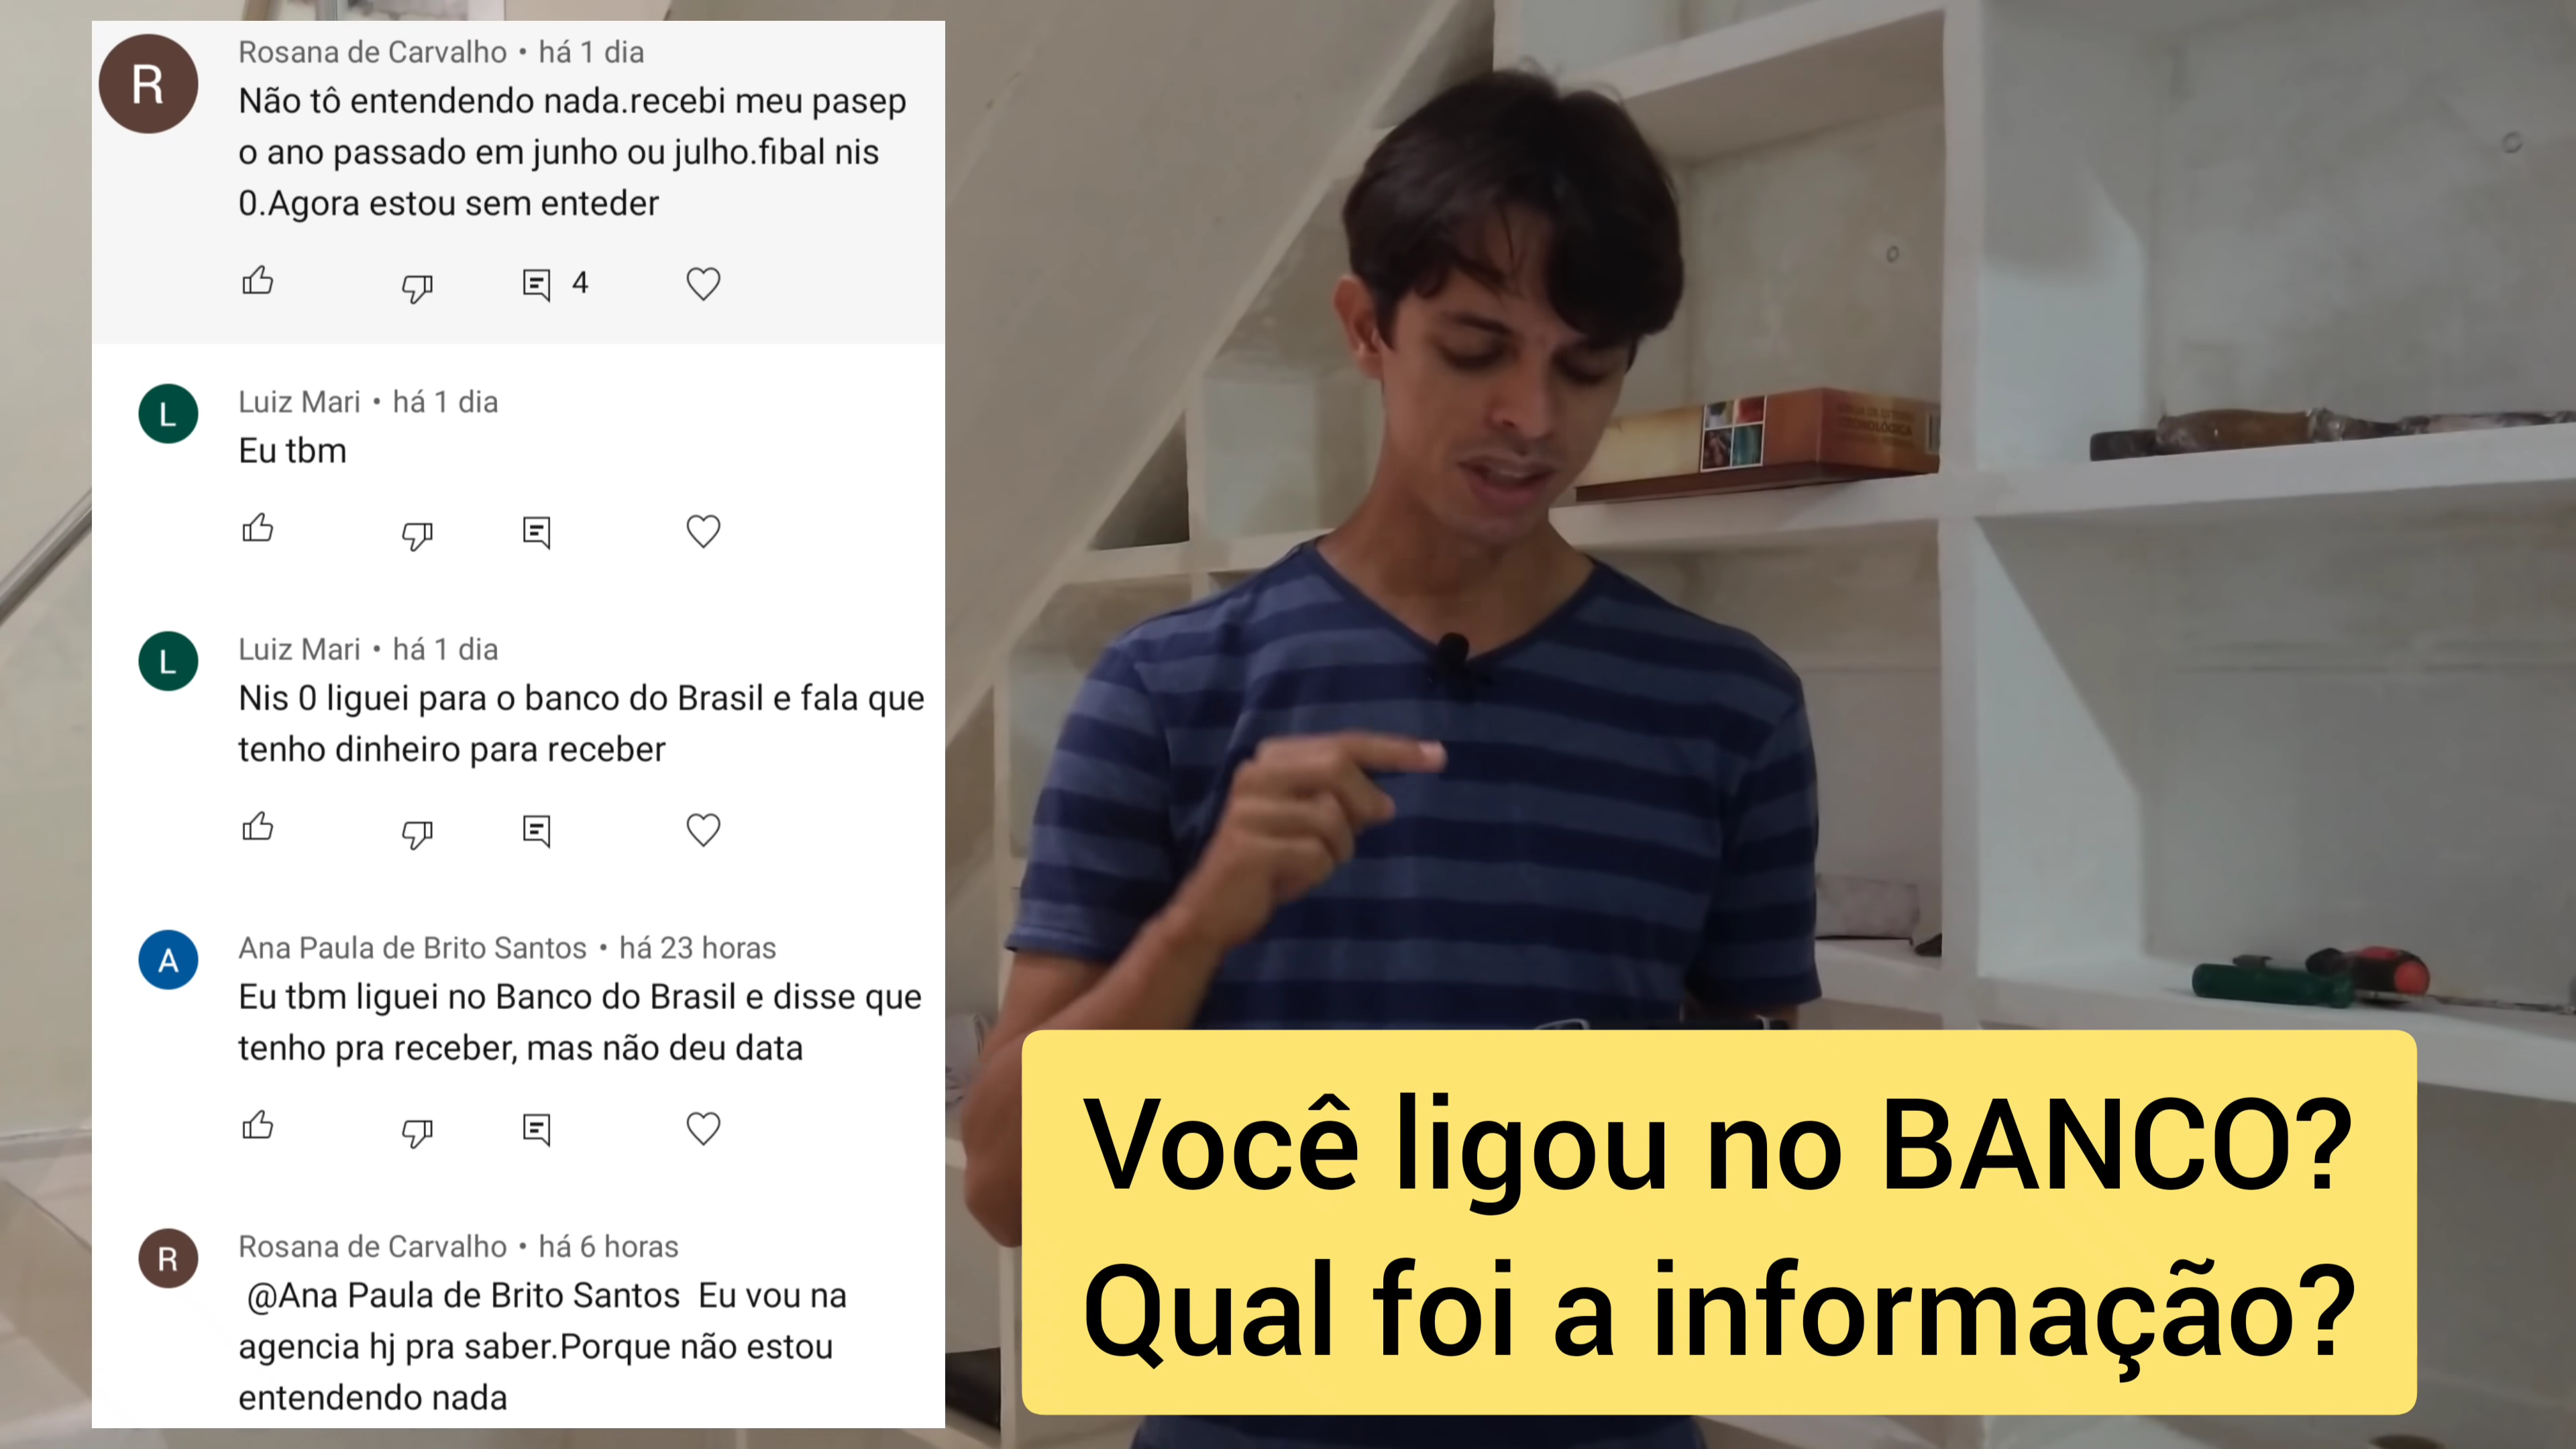 R
Rosana de Carvalho • há 1 dia
Não tô entendendo nada.recebi meu pasep
o ano passado em junho ou julho.fibal nis
0.Agora estou sem enteder
4
L
Luiz Mari • há 1 dia
Eu tbm
L
Luiz Mari • há 1 dia
Nis 0 liguei para o banco do Brasil e fala que
tenho dinheiro para receber
A
Ana Paula de Brito Santos • há 23 horas
Eu tbm liguei no Banco do Brasil e disse que
tenho pra receber, mas não deu data
R
Rosana de Carvalho • há 6 horas
@Ana Paula de Brito Santos Eu vou na
agencia hj pra saber.Porque não estou
entendendo nada
CRONOLÓGICA
Você ligou no BANCO?
Qual foi a informação?